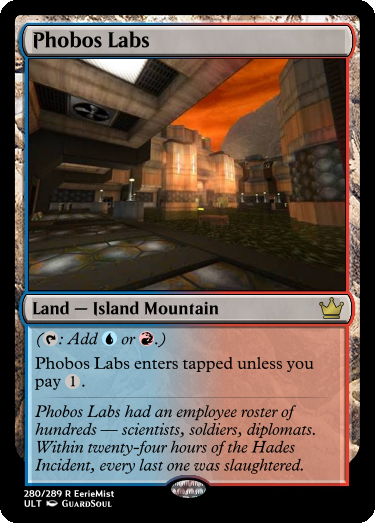 Phobos Labs
Land — Island Mountain
(: Add or .)
Phobos Labs enters tapped unless you
pay 1 .
Phobos Labs had an employee roster of
hundreds — scientists, soldiers, diplomats.
Within twenty-four hours of the Hades
Incident, every last one was slaughtered.
280/289 R EerieMist
ULT GuardSoul